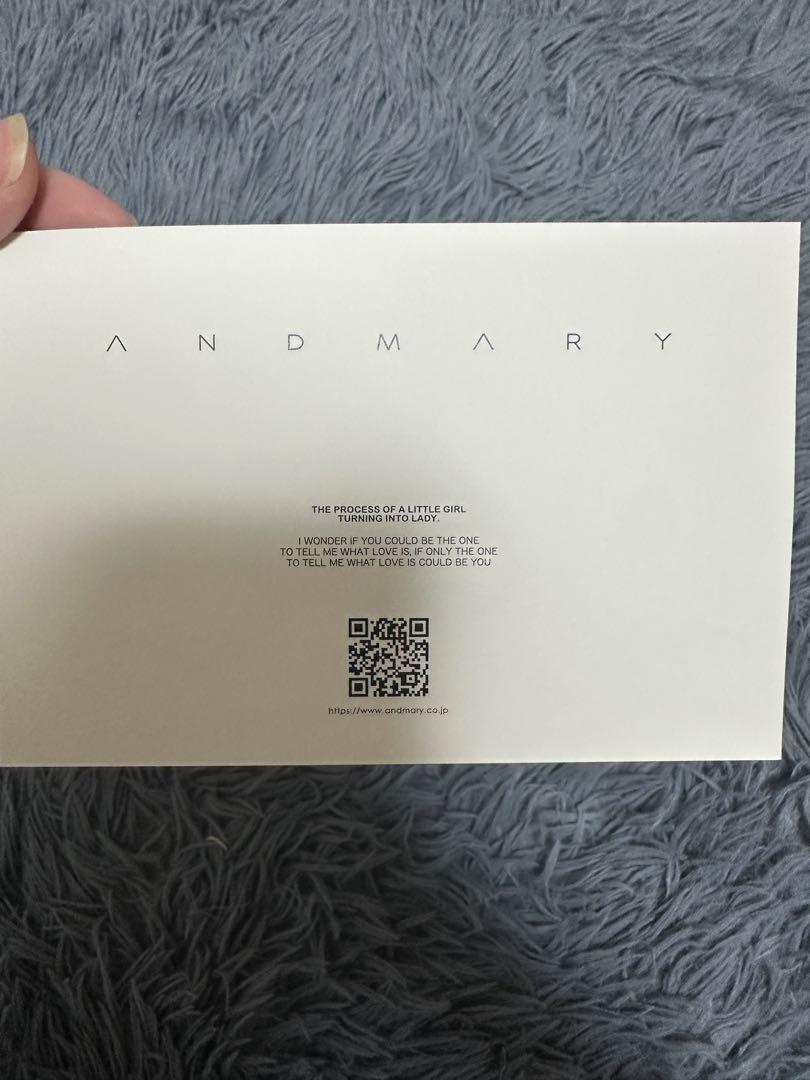 ANDMARY
THE PROCESS OF A LITTLE GIRL
TURNING INTO LADY.
I WONDER IF YOU COULD BE THE ONE
TO TELL ME WHAT LOVE IS, IF ONLY THE ONE
TO TELL ME WHAT LOVE IS COULD BE YOU
https://www.andmary.co.jp